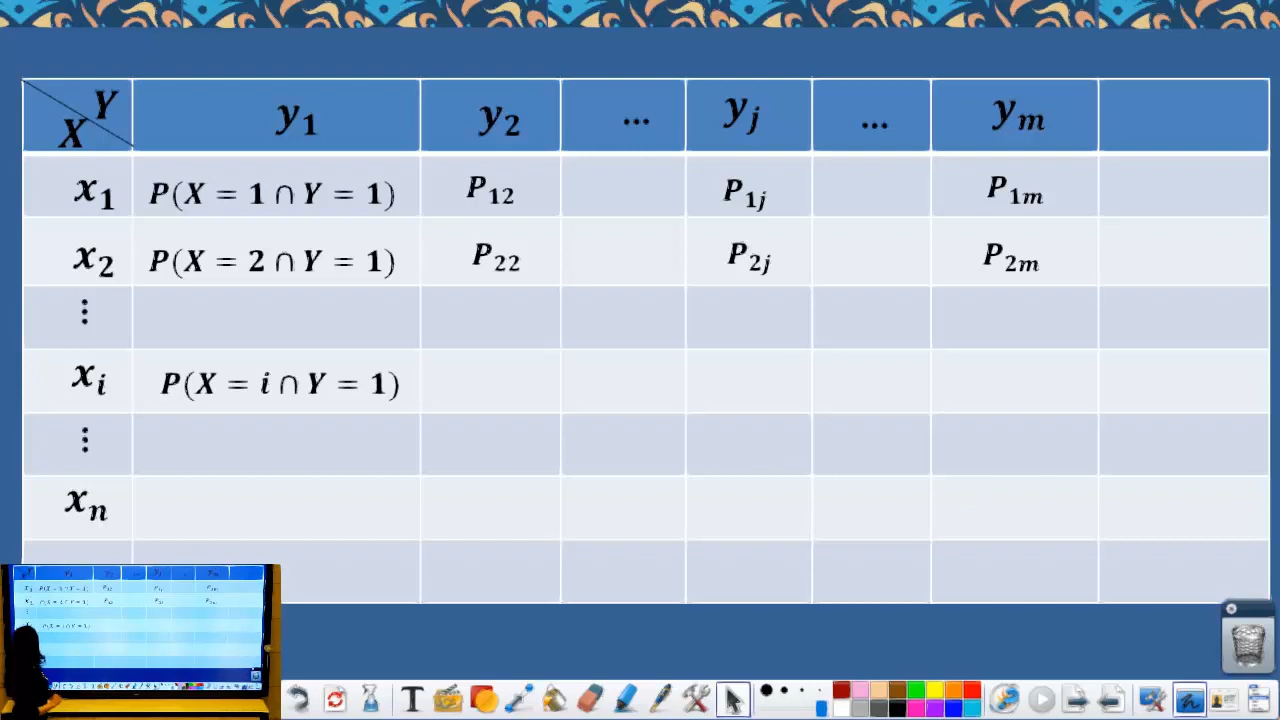 Y
X y₁ y₂ ... yⱼ ... yₘ
x₁ P(X = 1 ∩ Y = 1) P₁₂ P₁ⱼ P₁ₘ
x₂ P(X = 2 ∩ Y = 1) P₂₂ P₂ⱼ P₂ₘ
⋮
xᵢ P(X = i ∩ Y = 1)
⋮
xₙ